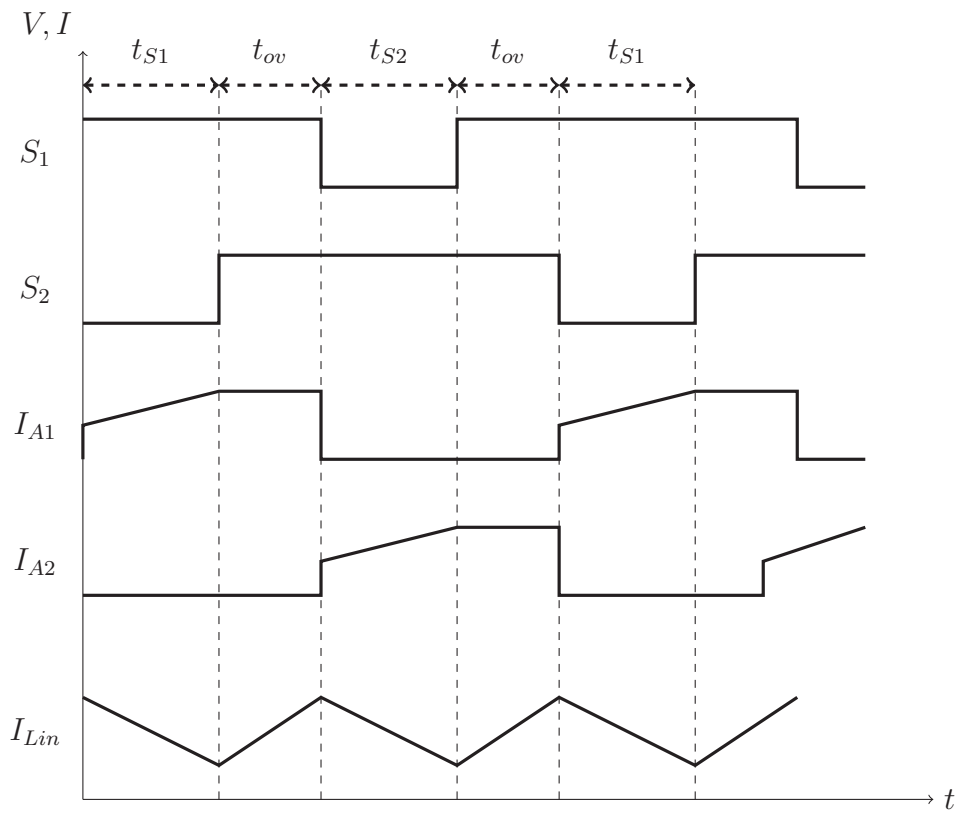 V, I
t_{S1} t_{ov} t_{S2} t_{ov} t_{S1}
S_1
S_2
I_{A1}
I_{A2}
I_{Lin}
t